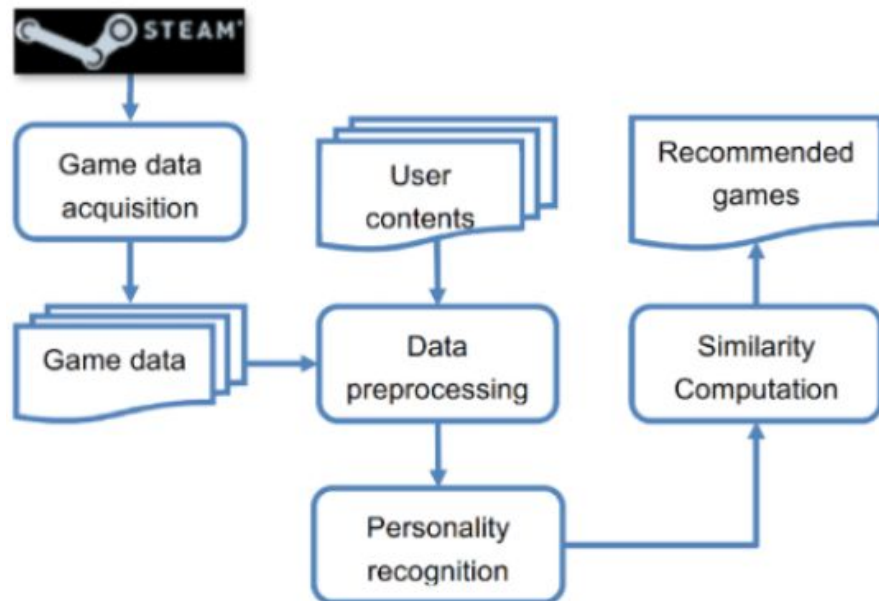 STEAM
Game data
acquisition
User
contents
Recommended
games
Game data
Data
preprocessing
Similarity
Computation
Personality
recognition